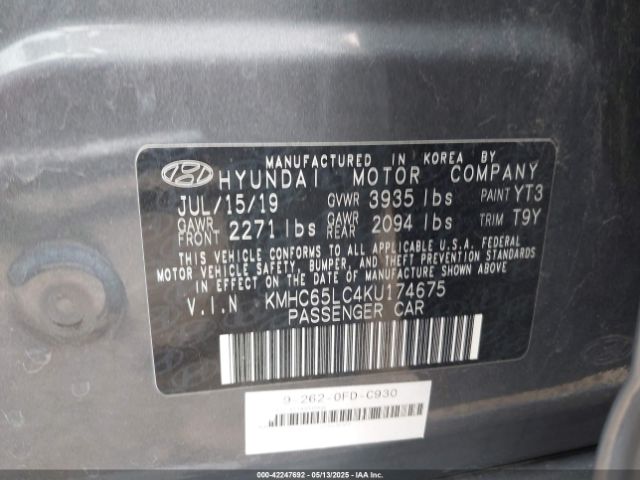 MANUFACTURED IN KOREA BY
HYUNDAI MOTOR COMPANY
JUL/15/19 GVWR 3935 lbs PAINT YT3
GAWR FRONT 2271 lbs GAWR REAR 2094 lbs TRIM T9Y
THIS VEHICLE CONFORMS TO ALL APPLICABLE U.S.A. FEDERAL
MOTOR VEHICLE SAFETY, BUMPER, AND THEFT PREVENTION
STANDARDS IN EFFECT ON THE DATE OF MANUFACTURE SHOWN ABOVE.
V.I.N KMHC65LC4KU174675
PASSENGER CAR
9-262-0FD-C930
000-42247692 | 05/13/2025 | IAAI.COM